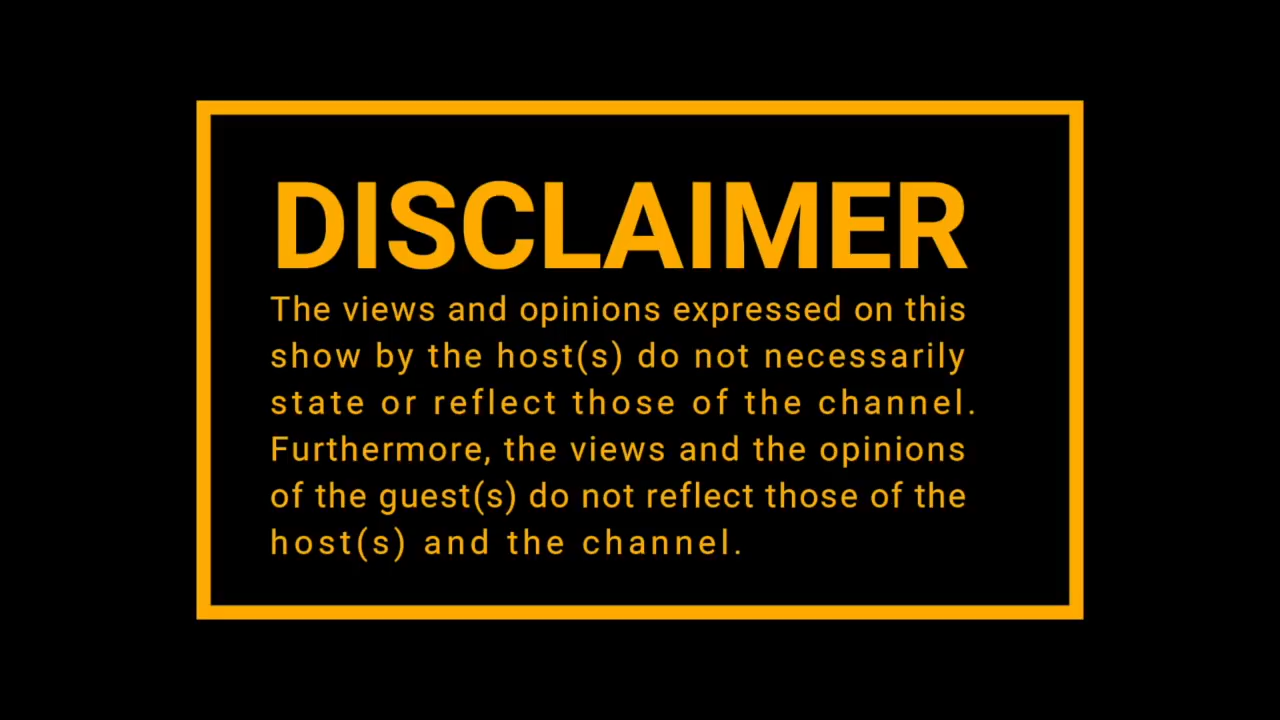 DISCLAIMER
The views and opinions expressed on this
show by the host(s) do not necessarily
state or reflect those of the channel.
Furthermore, the views and the opinions
of the guest(s) do not reflect those of the
host(s) and the channel.